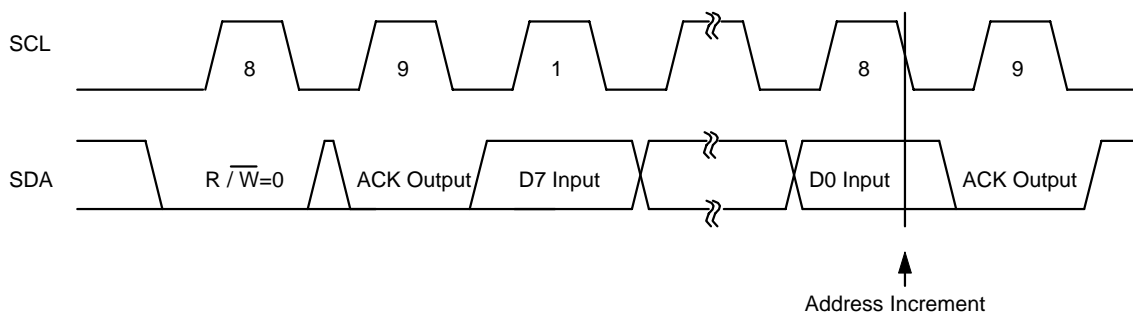 SCL
8
9
1
8
9
SDA
R / W=0
ACK Output
D7 Input
D0 Input
ACK Output
Address Increment